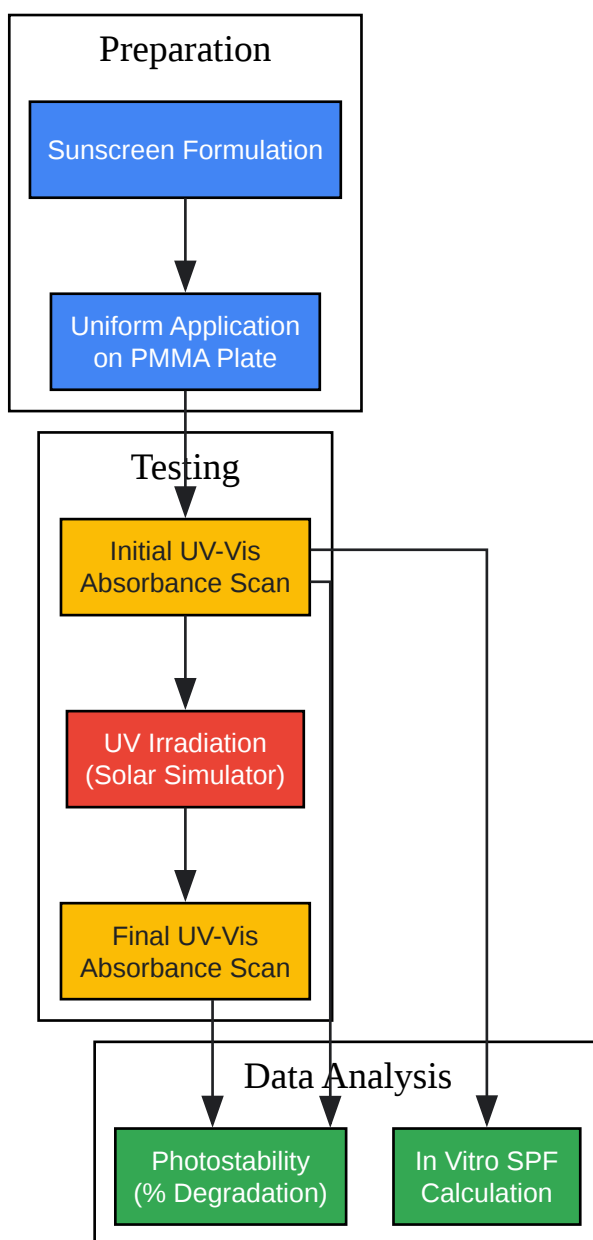 Preparation
Sunscreen Formulation
Uniform Application
on PMMA Plate
Testing
Initial UV-Vis
Absorbance Scan
UV Irradiation
(Solar Simulator)
Final UV-Vis
Absorbance Scan
Data Analysis
Photostability
(% Degradation)
In Vitro SPF
Calculation